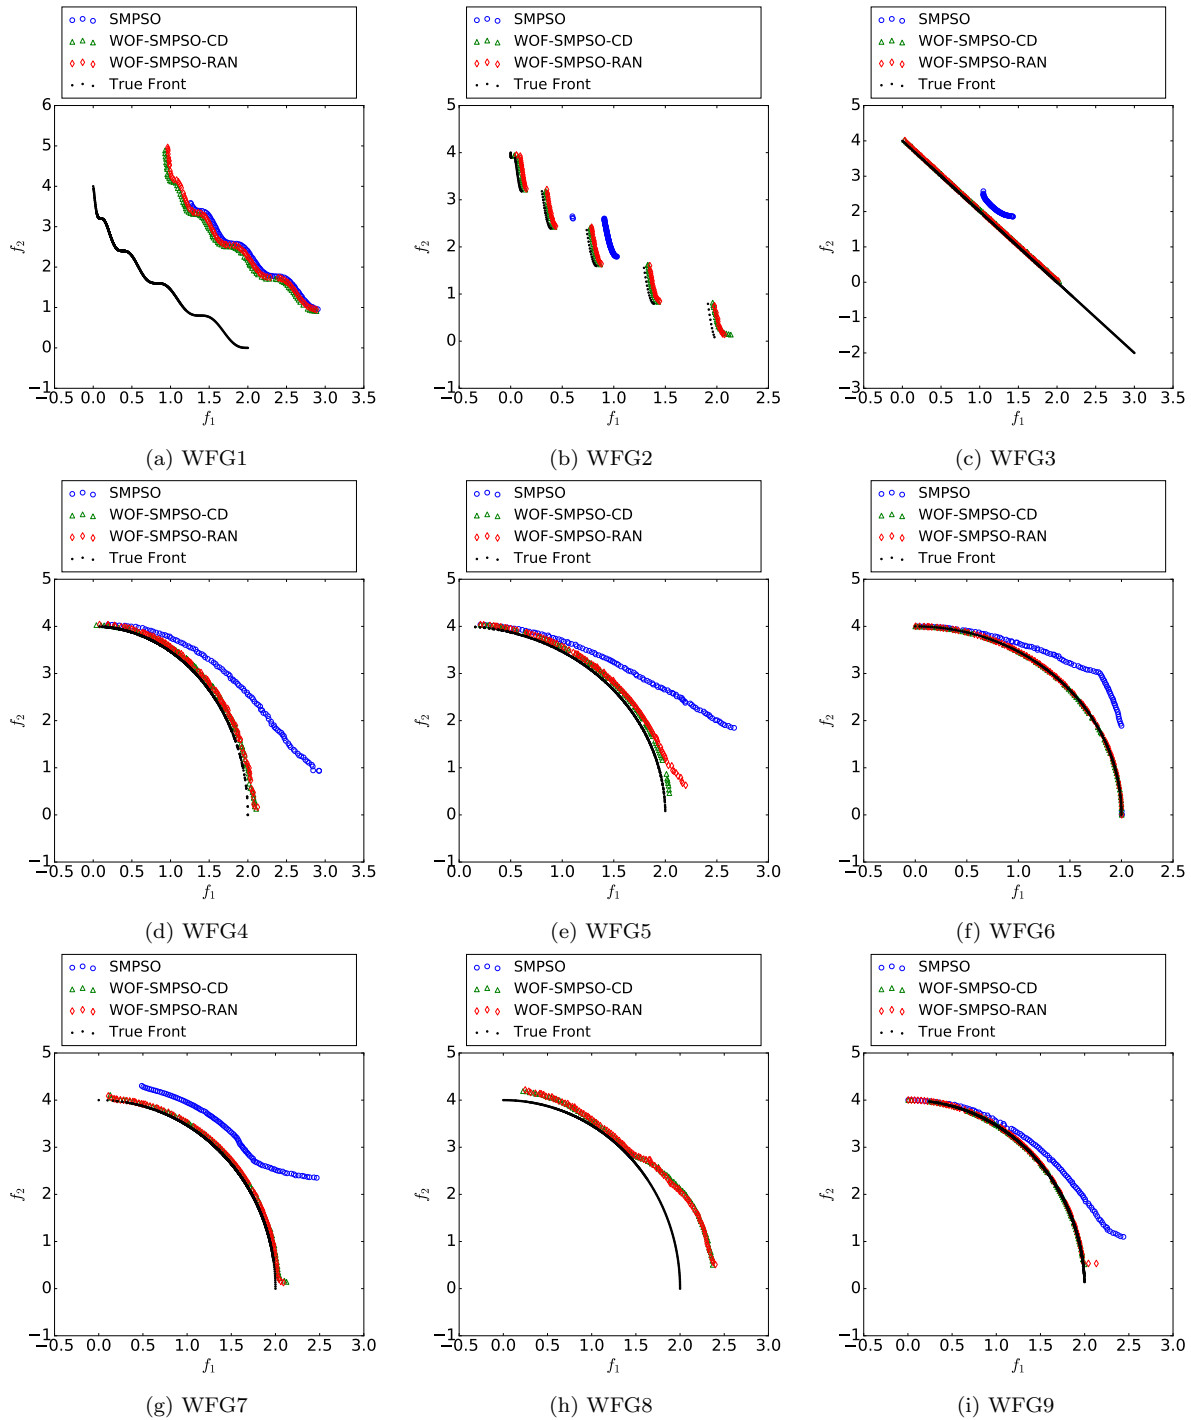 SMPSO
WOF-SMPSO-CD
WOF-SMPSO-RAN
True Front
6
5
4
3
2
1
0
−1
f2
−0.5 0.0 0.5 1.0 1.5 2.0 2.5 3.0 3.5
f1
(a) WFG1
SMPSO
WOF-SMPSO-CD
WOF-SMPSO-RAN
True Front
5
4
3
2
1
0
−1
f2
−0.5 0.0 0.5 1.0 1.5 2.0 2.5
f1
(b) WFG2
SMPSO
WOF-SMPSO-CD
WOF-SMPSO-RAN
True Front
5
4
3
2
1
0
−1
−2
−3
f2
−0.5 0.0 0.5 1.0 1.5 2.0 2.5 3.0 3.5
f1
(c) WFG3
SMPSO
WOF-SMPSO-CD
WOF-SMPSO-RAN
True Front
5
4
3
2
1
0
−1
f2
−0.5 0.0 0.5 1.0 1.5 2.0 2.5 3.0 3.5
f1
(d) WFG4
SMPSO
WOF-SMPSO-CD
WOF-SMPSO-RAN
True Front
5
4
3
2
1
0
−1
f2
0.0 0.5 1.0 1.5 2.0 2.5 3.0
f1
(e) WFG5
SMPSO
WOF-SMPSO-CD
WOF-SMPSO-RAN
True Front
5
4
3
2
1
0
−1
f2
−0.5 0.0 0.5 1.0 1.5 2.0 2.5
f1
(f) WFG6
SMPSO
WOF-SMPSO-CD
WOF-SMPSO-RAN
True Front
5
4
3
2
1
0
−1
f2
−0.5 0.0 0.5 1.0 1.5 2.0 2.5 3.0
f1
(g) WFG7
SMPSO
WOF-SMPSO-CD
WOF-SMPSO-RAN
True Front
5
4
3
2
1
0
−1
f2
−0.5 0.0 0.5 1.0 1.5 2.0 2.5 3.0
f1
(h) WFG8
SMPSO
WOF-SMPSO-CD
WOF-SMPSO-RAN
True Front
5
4
3
2
1
0
−1
f2
−0.5 0.0 0.5 1.0 1.5 2.0 2.5 3.0
f1
(i) WFG9